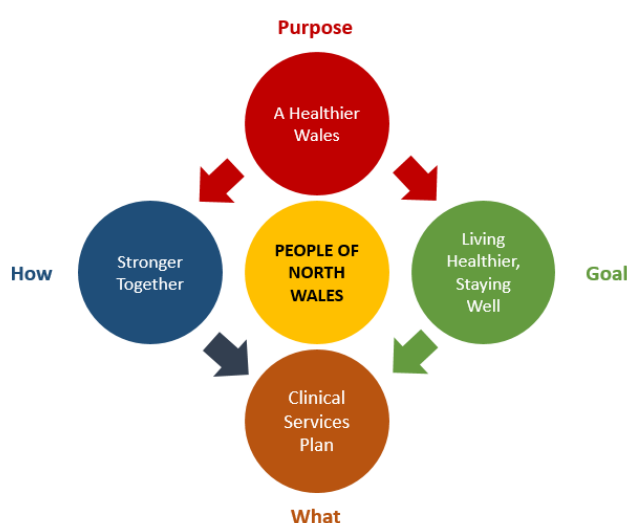 Purpose
A Healthier
Wales
How
Stronger
Together
PEOPLE OF
NORTH
WALES
Living
Healthier,
Staying
Well
Goal
Clinical
Services
Plan
What